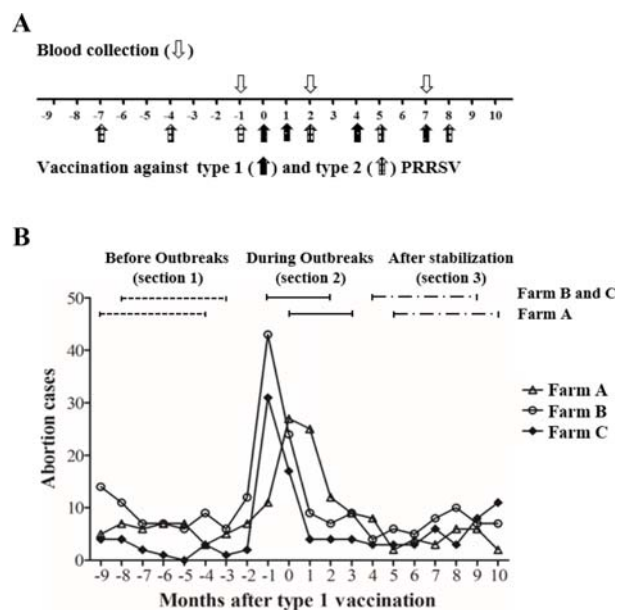 A
Blood collection (⇩)
-9 -8 -7 -6 -5 -4 -3 -2 -1 0 1 2 3 4 5 6 7 8 9 10
Vaccination against type 1 (⬆) and type 2 (⇧) PRRSV
B
Before Outbreaks During Outbreaks After stabilization
(section 1) (section 2) (section 3)
Farm B and C
Farm A
50
40
30
20
10
0
Abortion cases
Farm A
Farm B
Farm C
-9 -8 -7 -6 -5 -4 -3 -2 -1 0 1 2 3 4 5 6 7 8 9 10
Months after type 1 vaccination